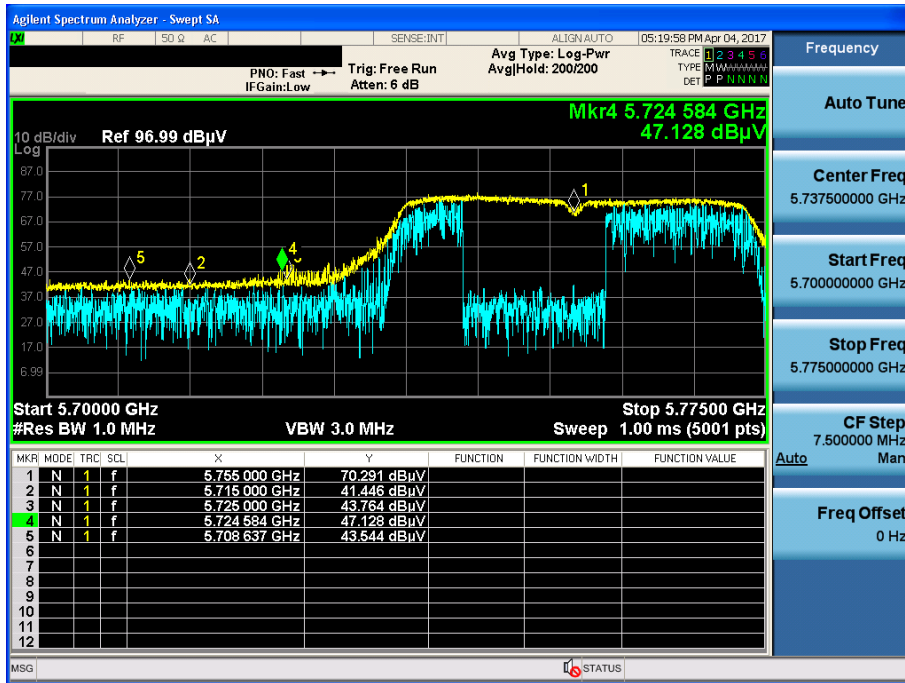 Agilent Spectrum Analyzer - Swept SA
LXI RF 50 Ω AC SENSE:INT ALIGN AUTO 05:19:58 PM Apr 04, 2017
Frequency
PNO: Fast Trig: Free Run Avg Type: Log-Pwr TRACE 1 2 3 4 5 6
IFGain:Low Atten: 6 dB Avg|Hold: 200/200 TYPE MWWWWW
DET P P N N N N
Auto Tune
Mkr4 5.724 584 GHz
10 dB/div Ref 96.99 dBµV 47.128 dBµV
Log
87.0
77.0
67.0
57.0
47.0
37.0
27.0
17.0
6.99
5 2 4 1
Center Freq
5.737500000 GHz
Start Freq
5.700000000 GHz
Stop Freq
5.775000000 GHz
Start 5.70000 GHz Stop 5.77500 GHz
#Res BW 1.0 MHz VBW 3.0 MHz Sweep 1.00 ms (5001 pts)
CF Step
7.500000 MHz
Auto Man
Freq Offset
0 Hz
MKR MODE TRC SCL X Y FUNCTION FUNCTION WIDTH FUNCTION VALUE
1 N 1 f 5.755 000 GHz 70.291 dBµV
2 N 1 f 5.715 000 GHz 41.446 dBµV
3 N 1 f 5.725 000 GHz 43.764 dBµV
4 N 1 f 5.724 584 GHz 47.128 dBµV
5 N 1 f 5.708 637 GHz 43.544 dBµV
6
7
8
9
10
11
12
MSG STATUS